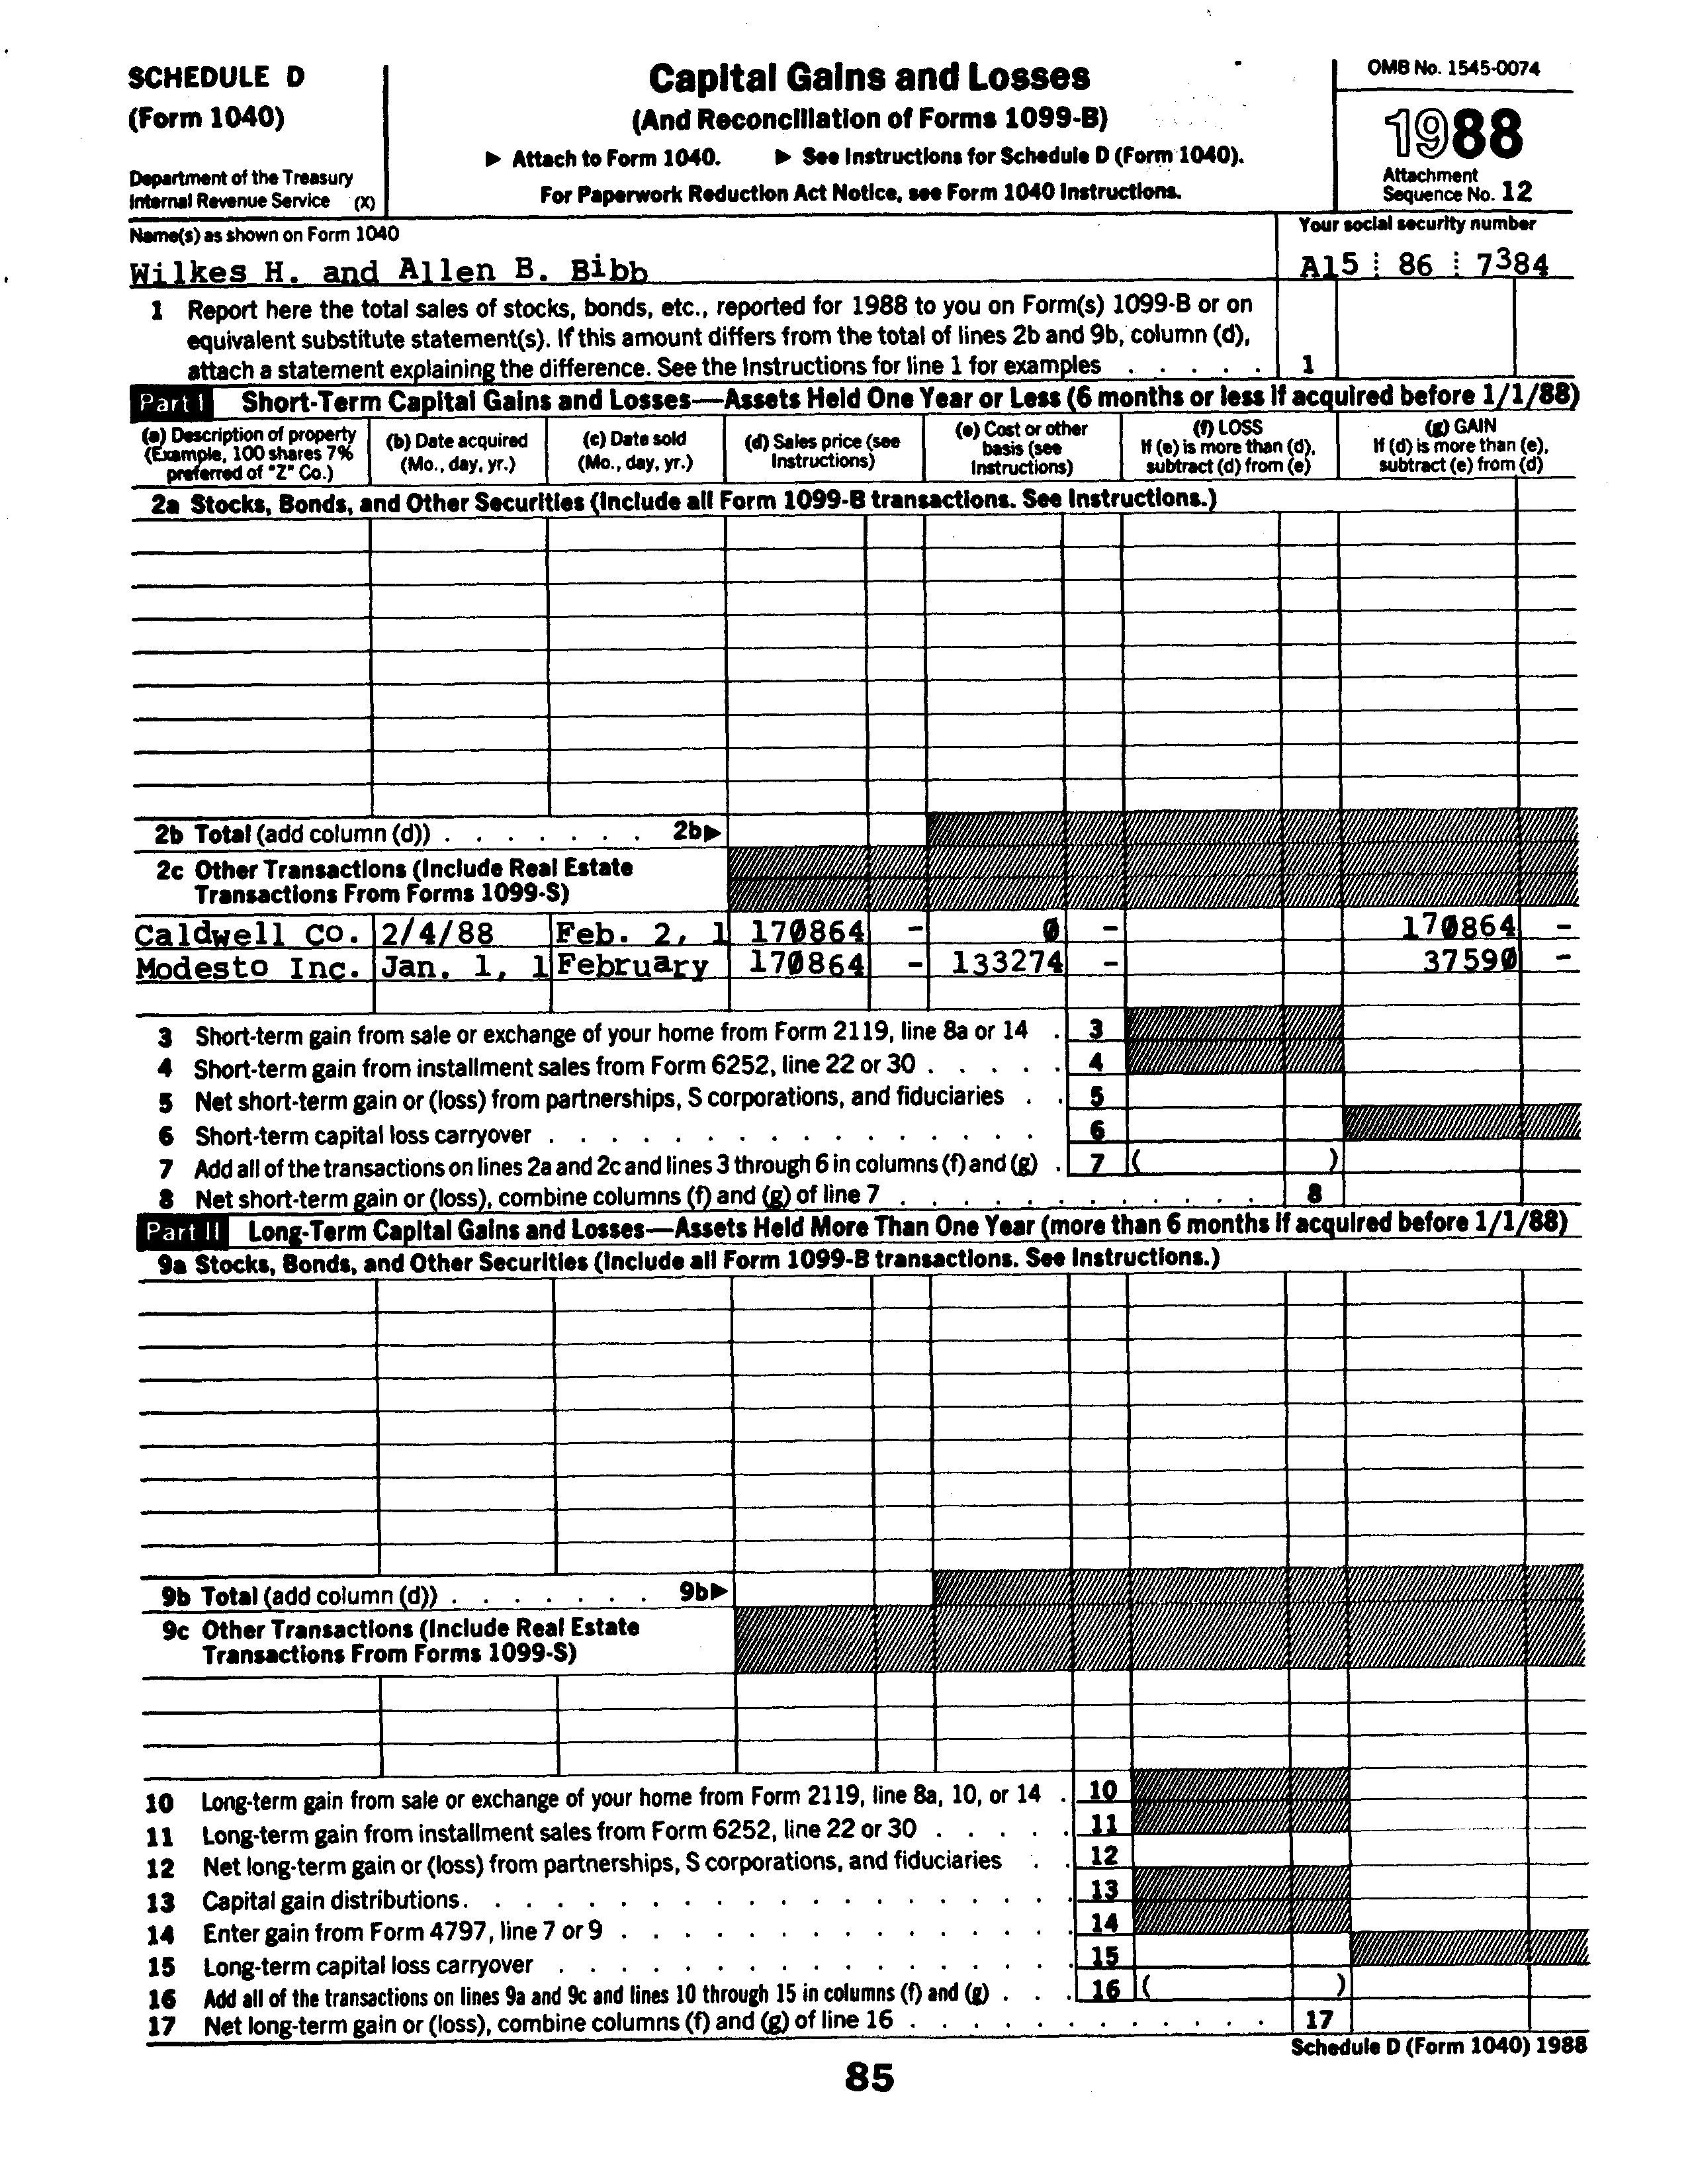 SCHEDULE D
(Form 1040)
Department of the Treasury
Internal Revenue Service (X)
Capital Gains and Losses
(And Reconciliation of Forms 1099-B)
▶ Attach to Form 1040. ▶ See Instructions for Schedule D (Form 1040).
For Paperwork Reduction Act Notice, see Form 1040 Instructions.
OMB No. 1545-0074
1988
Attachment
Sequence No. 12
Name(s) as shown on Form 1040
Your social security number
Wilkes H. and Allen B. Bibb
A15 86 7384
1 Report here the total sales of stocks, bonds, etc., reported for 1988 to you on Form(s) 1099-B or on
equivalent substitute statement(s). If this amount differs from the total of lines 2b and 9b, column (d),
attach a statement explaining the difference. See the Instructions for line 1 for examples . . . . . 1
Part I Short-Term Capital Gains and Losses—Assets Held One Year or Less (6 months or less if acquired before 1/1/88)
(a) Description of property
(Example, 100 shares 7%
preferred of "Z" Co.)
(b) Date acquired
(Mo., day, yr.)
(c) Date sold
(Mo., day, yr.)
(d) Sales price (see
Instructions)
(e) Cost or other
basis (see
Instructions)
(f) LOSS
If (e) is more than (d),
subtract (d) from (e)
(g) GAIN
If (d) is more than (e),
subtract (e) from (d)
2a Stocks, Bonds, and Other Securities (Include all Form 1099-B transactions. See Instructions.)
2b Total (add column (d)) . . . . . . . 2b▶
2c Other Transactions (Include Real Estate
Transactions From Forms 1099-S)
Caldwell Co. 2/4/88 Feb. 2, 1 170864 - 0 - 170864 -
Modesto Inc. Jan. 1, 1 February 170864 - 133274 - 37590 -
3 Short-term gain from sale or exchange of your home from Form 2119, line 8a or 14 . 3
4 Short-term gain from installment sales from Form 6252, line 22 or 30 . . . . . 4
5 Net short-term gain or (loss) from partnerships, S corporations, and fiduciaries . . 5
6 Short-term capital loss carryover . . . . . . . . . . . . . . . . 6
7 Add all of the transactions on lines 2a and 2c and lines 3 through 6 in columns (f) and (g) . 7 ( )
8 Net short-term gain or (loss), combine columns (f) and (g) of line 7 . . . . . . . . . . . . 8
Part II Long-Term Capital Gains and Losses—Assets Held More Than One Year (more than 6 months if acquired before 1/1/88)
9a Stocks, Bonds, and Other Securities (Include all Form 1099-B transactions. See Instructions.)
9b Total (add column (d)) . . . . . . . 9b▶
9c Other Transactions (Include Real Estate
Transactions From Forms 1099-S)
10 Long-term gain from sale or exchange of your home from Form 2119, line 8a, 10, or 14 . 10
11 Long-term gain from installment sales from Form 6252, line 22 or 30 . . . . . 11
12 Net long-term gain or (loss) from partnerships, S corporations, and fiduciaries . . 12
13 Capital gain distributions. . . . . . . . . . . . . . . . . . . . 13
14 Enter gain from Form 4797, line 7 or 9 . . . . . . . . . . . . . . 14
15 Long-term capital loss carryover . . . . . . . . . . . . . . . . 15
16 Add all of the transactions on lines 9a and 9c and lines 10 through 15 in columns (f) and (g) . . . 16 ( )
17 Net long-term gain or (loss), combine columns (f) and (g) of line 16 . . . . . . . . . . . . 17
Schedule D (Form 1040) 1988
85